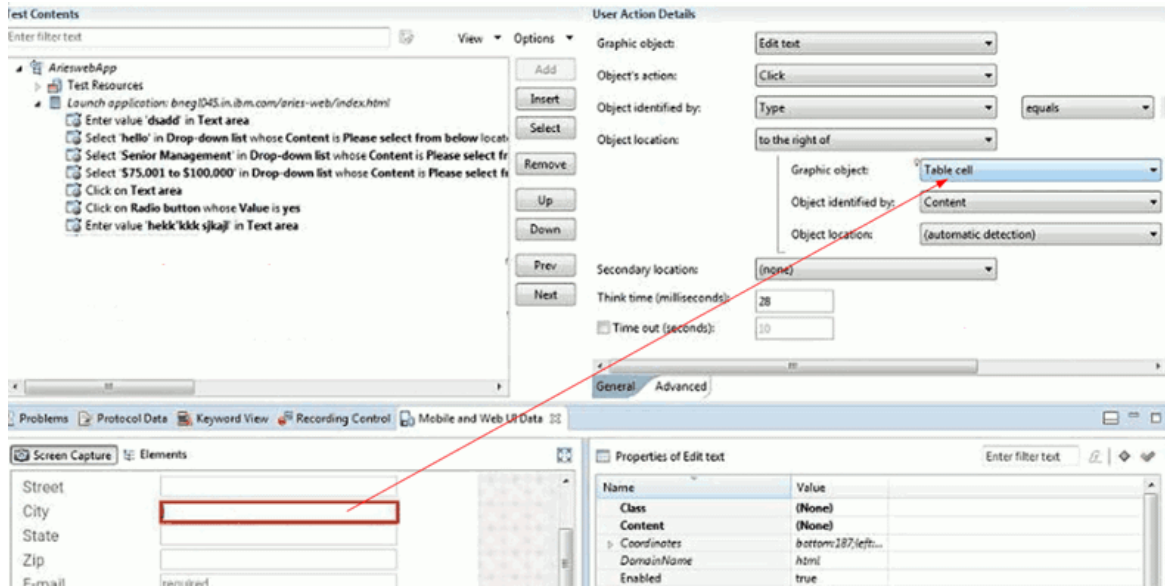 Test Contents
Enter filter text
View
Options
ArieswebApp
Test Resources
Launch application: bneg1045.in.ibm.com/aries-web/index.html
Enter value 'dsadd' in Text area
Select 'hello' in Drop-down list whose Content is Please select from below locati
Select 'Senior Management' in Drop-down list whose Content is Please select fr
Select '$75,001 to $100,000' in Drop-down list whose Content is Please select fr
Click on Text area
Click on Radio button whose Value is yes
Enter value 'hekk'kkk sjkajl' in Text area
Add
Insert
Select
Remove
Up
Down
Prev
Next
User Action Details
Graphic object: Edit text
Object's action: Click
Object identified by: Type equals
Object location: to the right of
Graphic object: Table cell
Object identified by: Content
Object location: (automatic detection)
Secondary location: (none)
Think time (milliseconds): 28
Time out (seconds): 10
General Advanced
Problems Protocol Data Keyword View Recording Control Mobile and Web UI Data
Screen Capture Elements
Street
City
State
Zip
E-mail required
Properties of Edit text Enter filter text
Name Value
Class (None)
Content (None)
Coordinates bottom:187;left:...
DomainName html
Enabled true